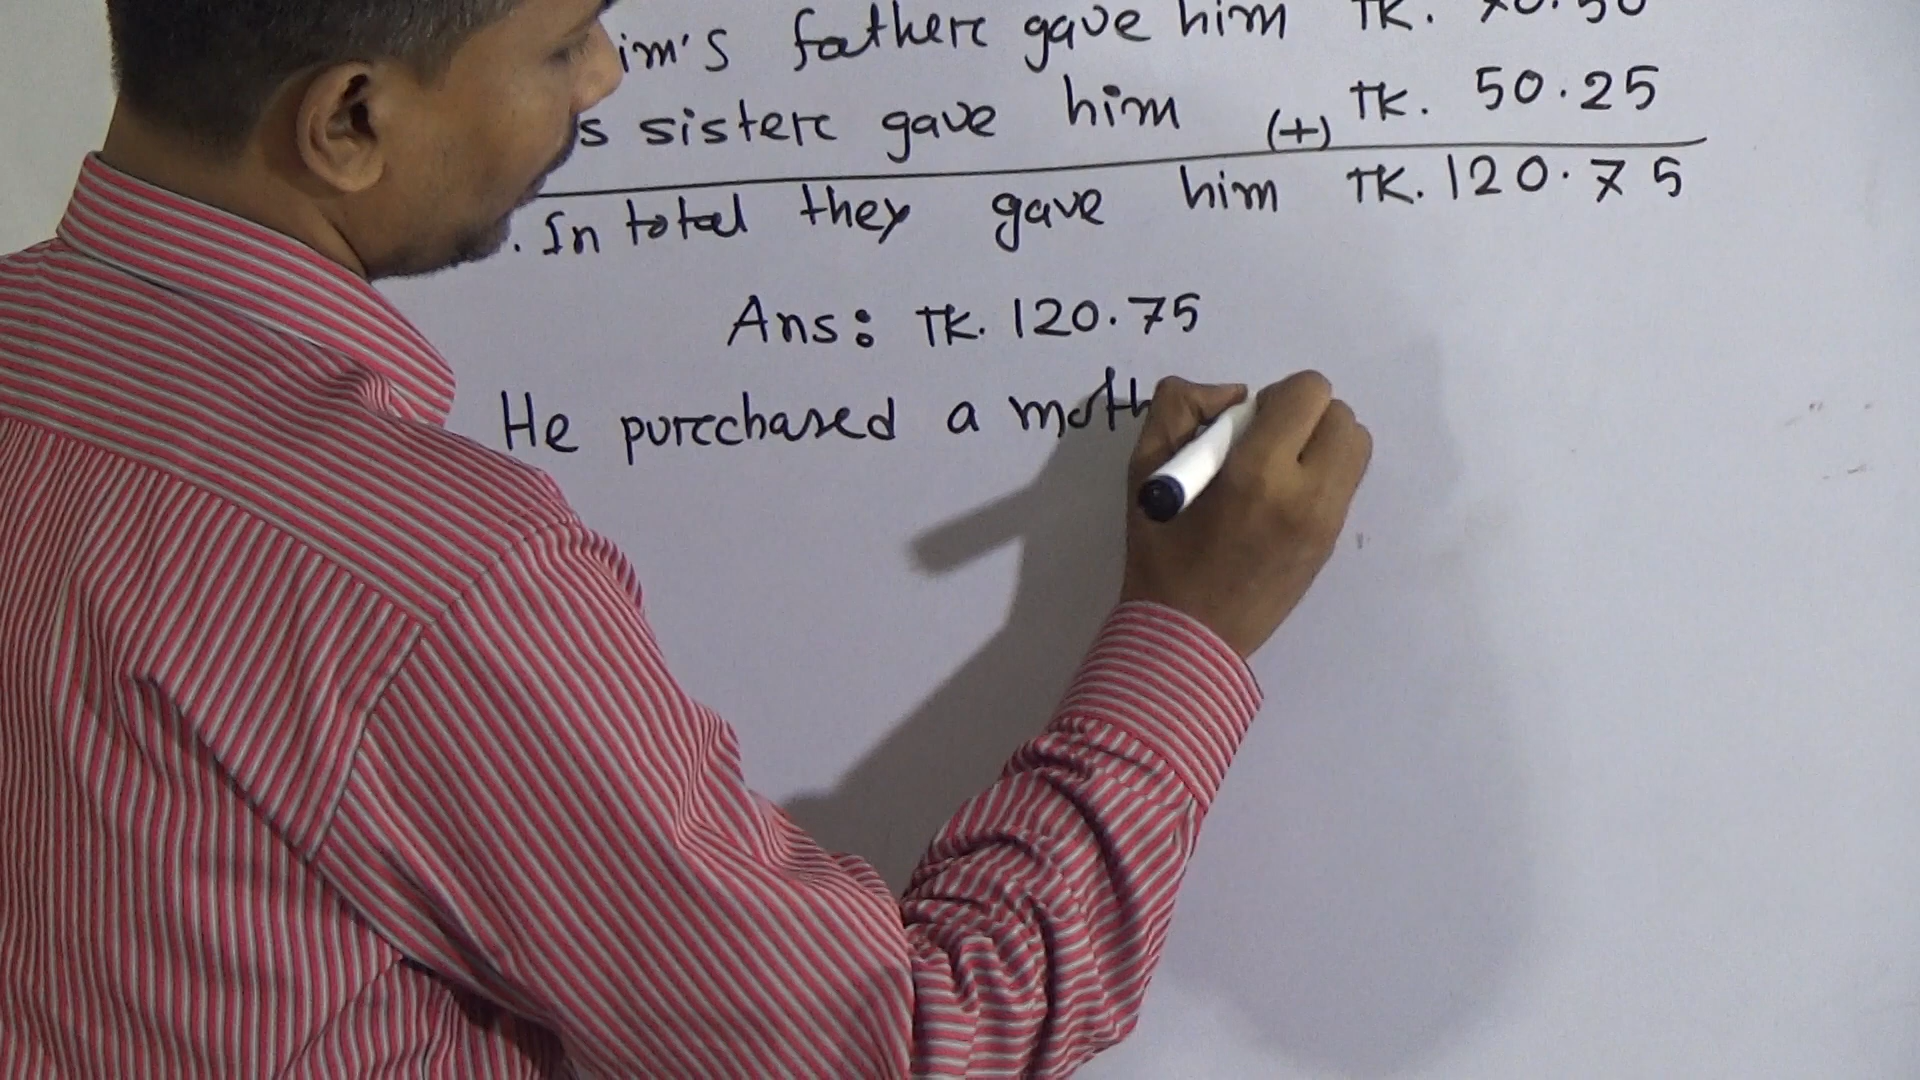 im's father gave him TK. 70.50
s sister gave him (+) TK. 50.25
. In total they gave him TK. 120.75
Ans: TK. 120.75
He purchased a math